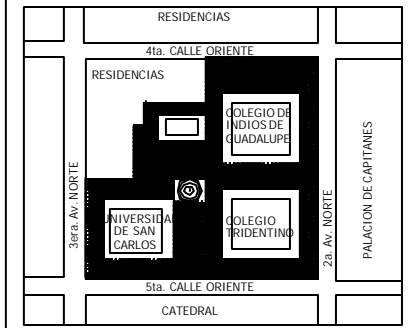 RESIDENCIAS
4ta. CALLE ORIENTE
RESIDENCIAS
COLEGIO DE
INDIOS DE
GUADALUPE
3era. Av. NORTE
UNIVERSIDAD
DE SAN
CARLOS
COLEGIO
TRIDENTINO
2a. Av. NORTE
PALACION DE CAPITANES
5ta. CALLE ORIENTE
CATEDRAL